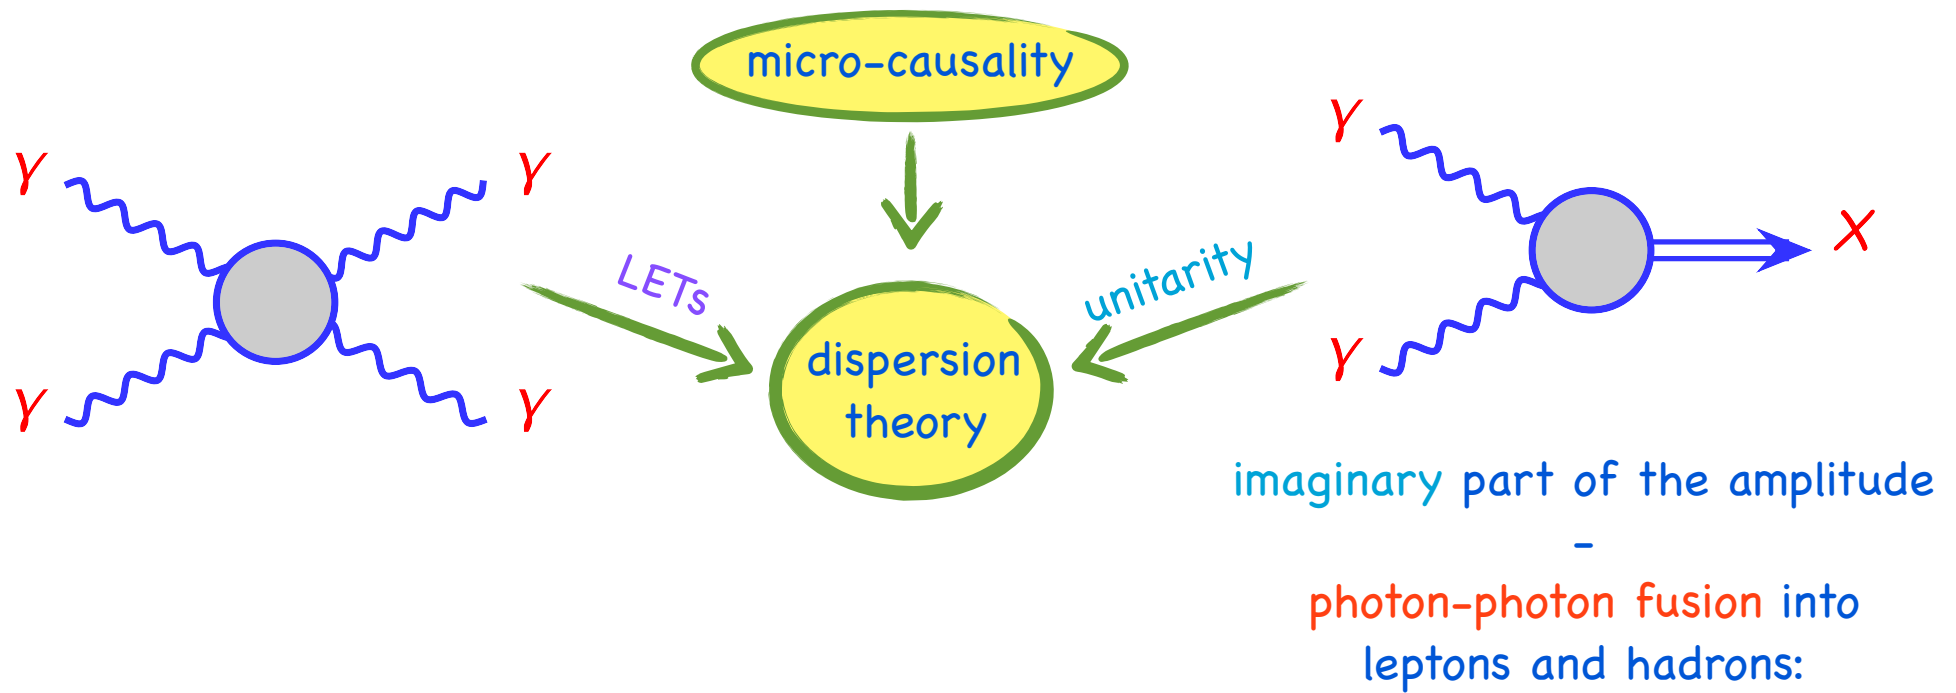 micro-causality
γ
γ
γ
γ
LETs
unitarity
dispersion
theory
γ
γ
X
imaginary part of the amplitude
-
photon-photon fusion into
leptons and hadrons: